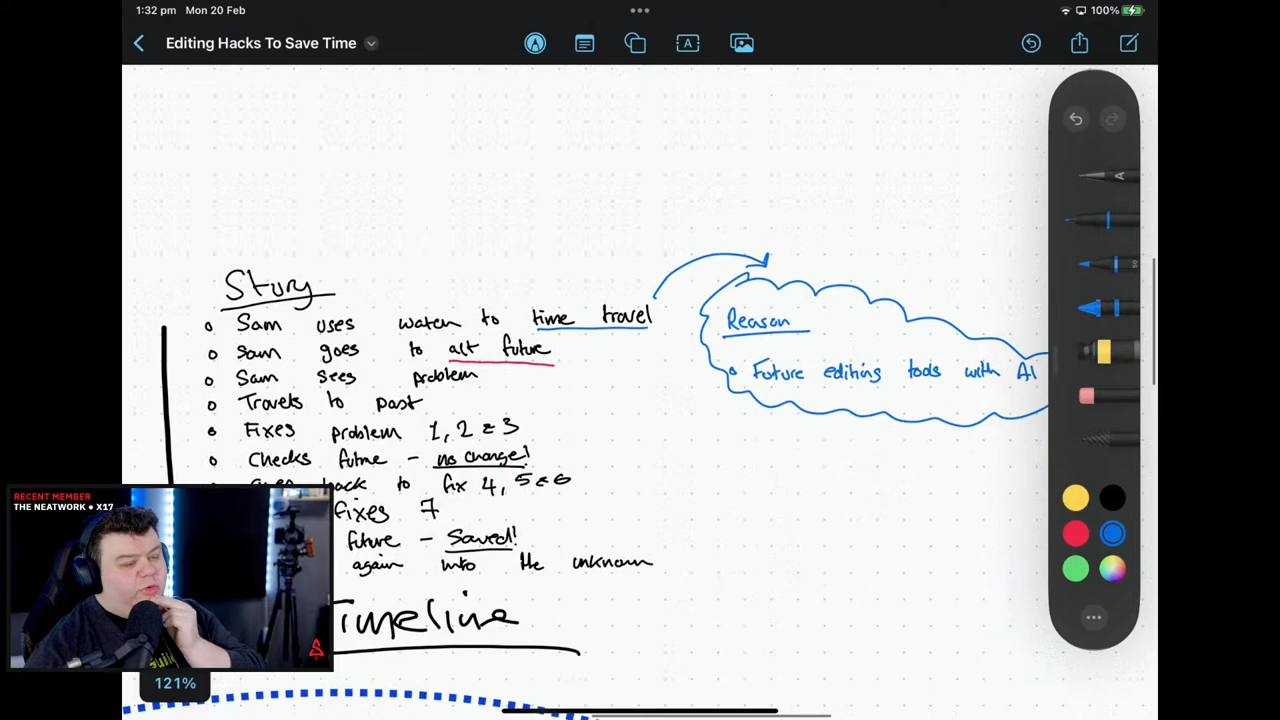 1:32 pm Mon 20 Feb
100%
Editing Hacks To Save Time
A
A
50
Story
Sam uses watch to time travel
Sam goes to alt future
Sam sees problem
Travels to past
Fixes problem 1, 2 & 3
Checks future - no change!
back to fix 4, 5 & 6
fixes 7
future - Saved!
again into the unknown
Timeline
Reason
Future editing tools with AI
RECENT MEMBER
THE NEATWORK • X17
121%